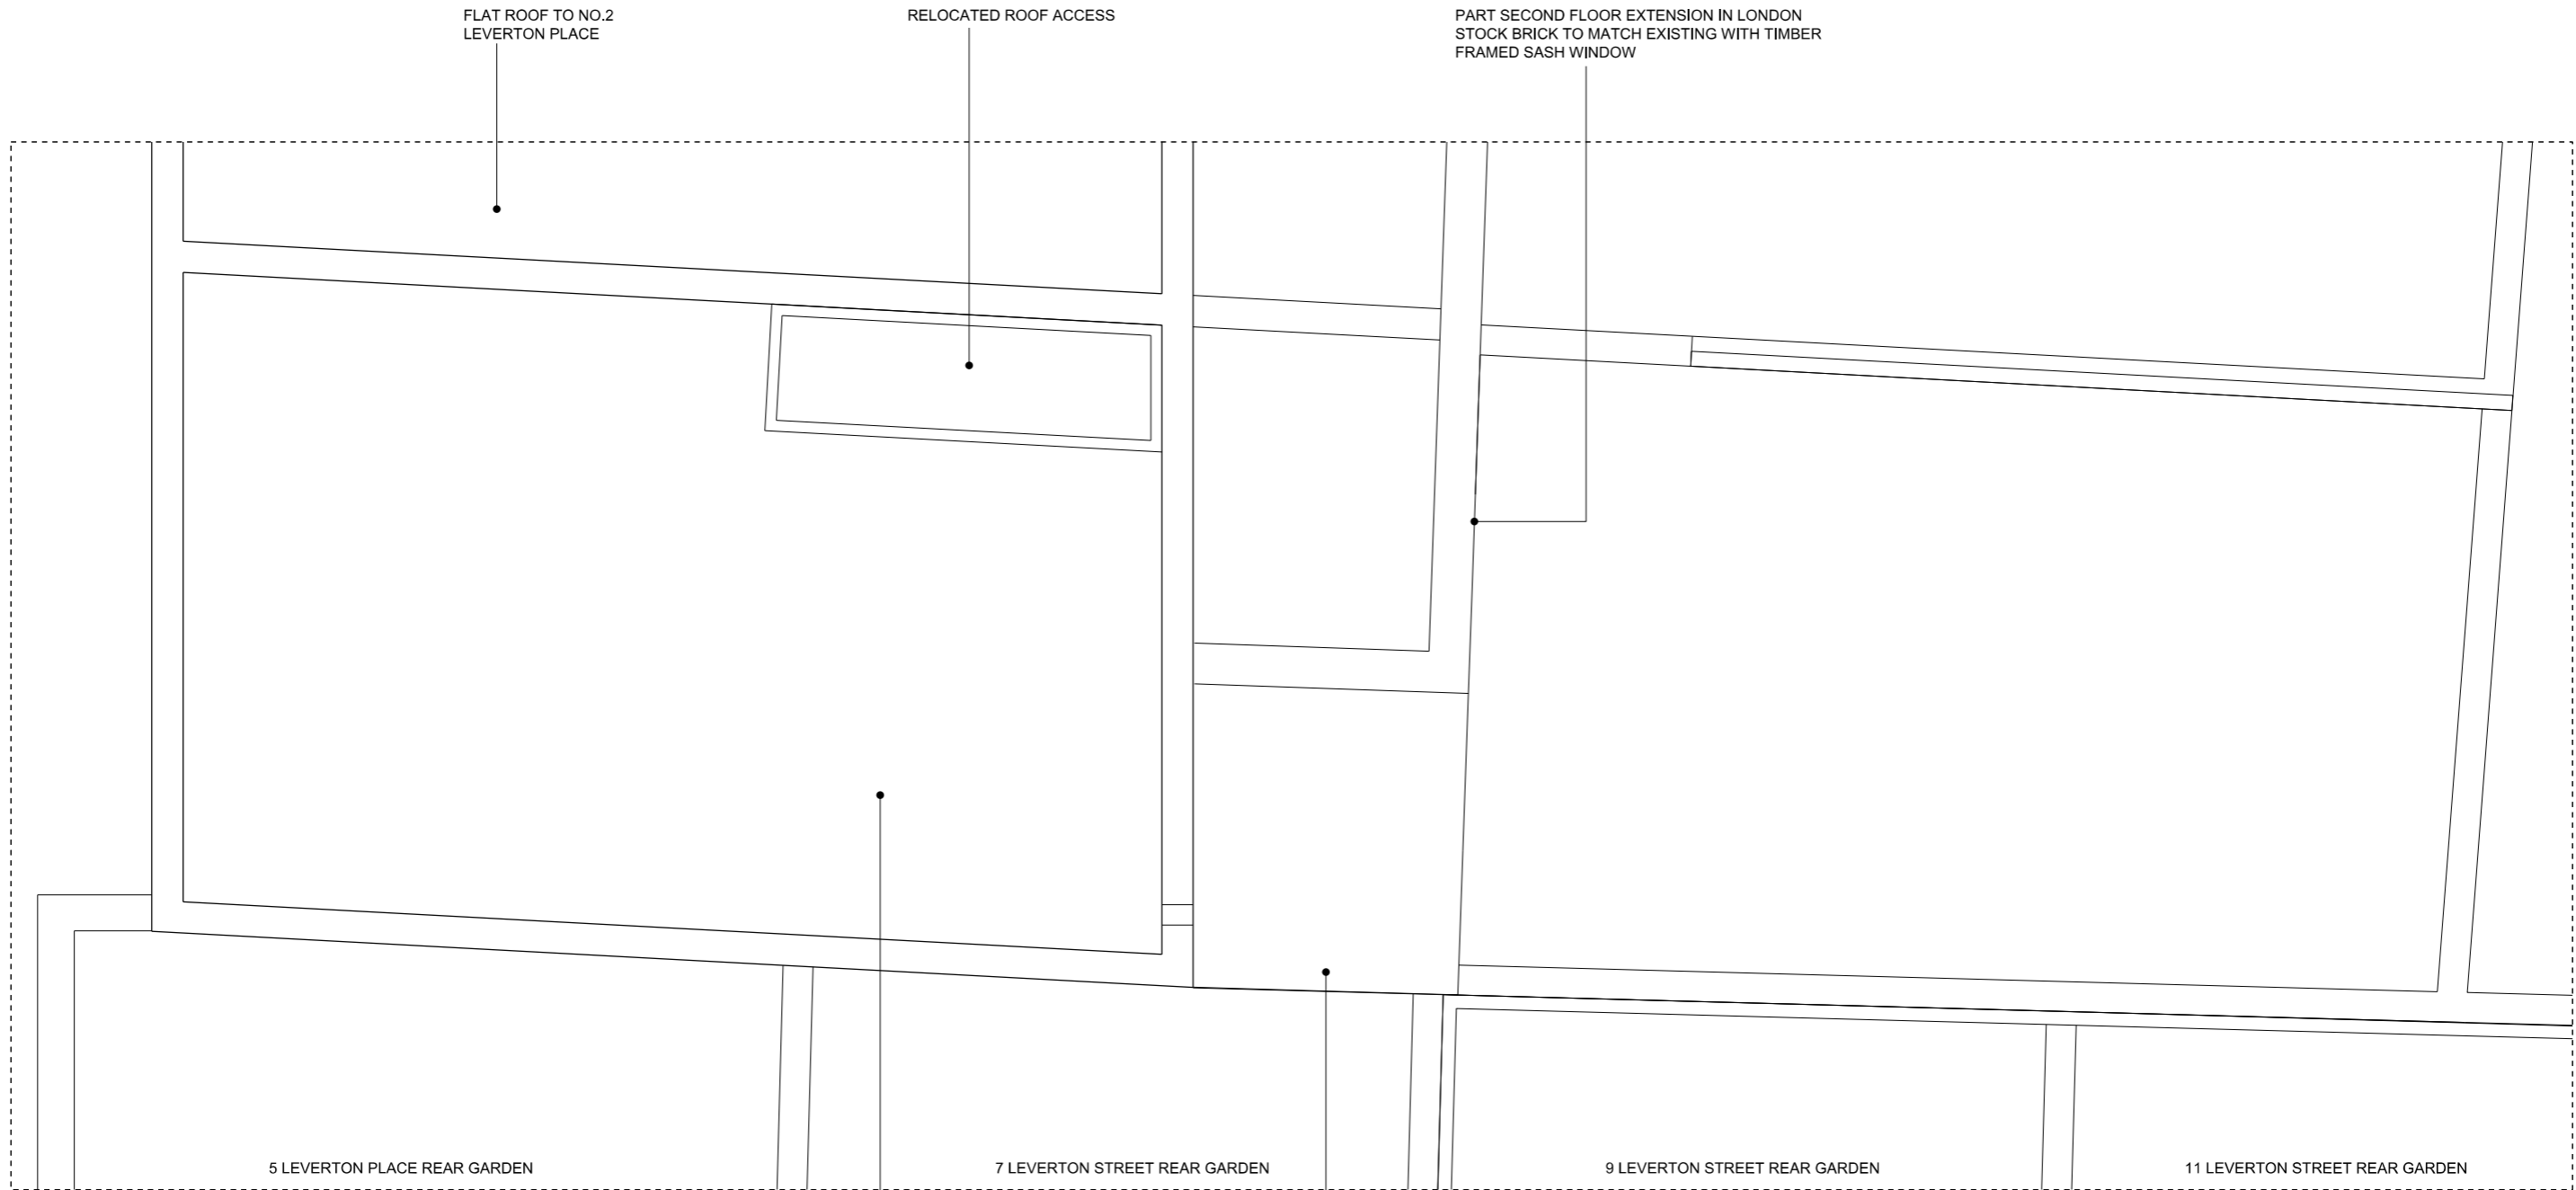 FLAT ROOF TO NO.2
LEVERTON PLACE
RELOCATED ROOF ACCESS
PART SECOND FLOOR EXTENSION IN LONDON
STOCK BRICK TO MATCH EXISTING WITH TIMBER
FRAMED SASH WINDOW
5 LEVERTON PLACE REAR GARDEN
7 LEVERTON STREET REAR GARDEN
9 LEVERTON STREET REAR GARDEN
11 LEVERTON STREET REAR GARDEN